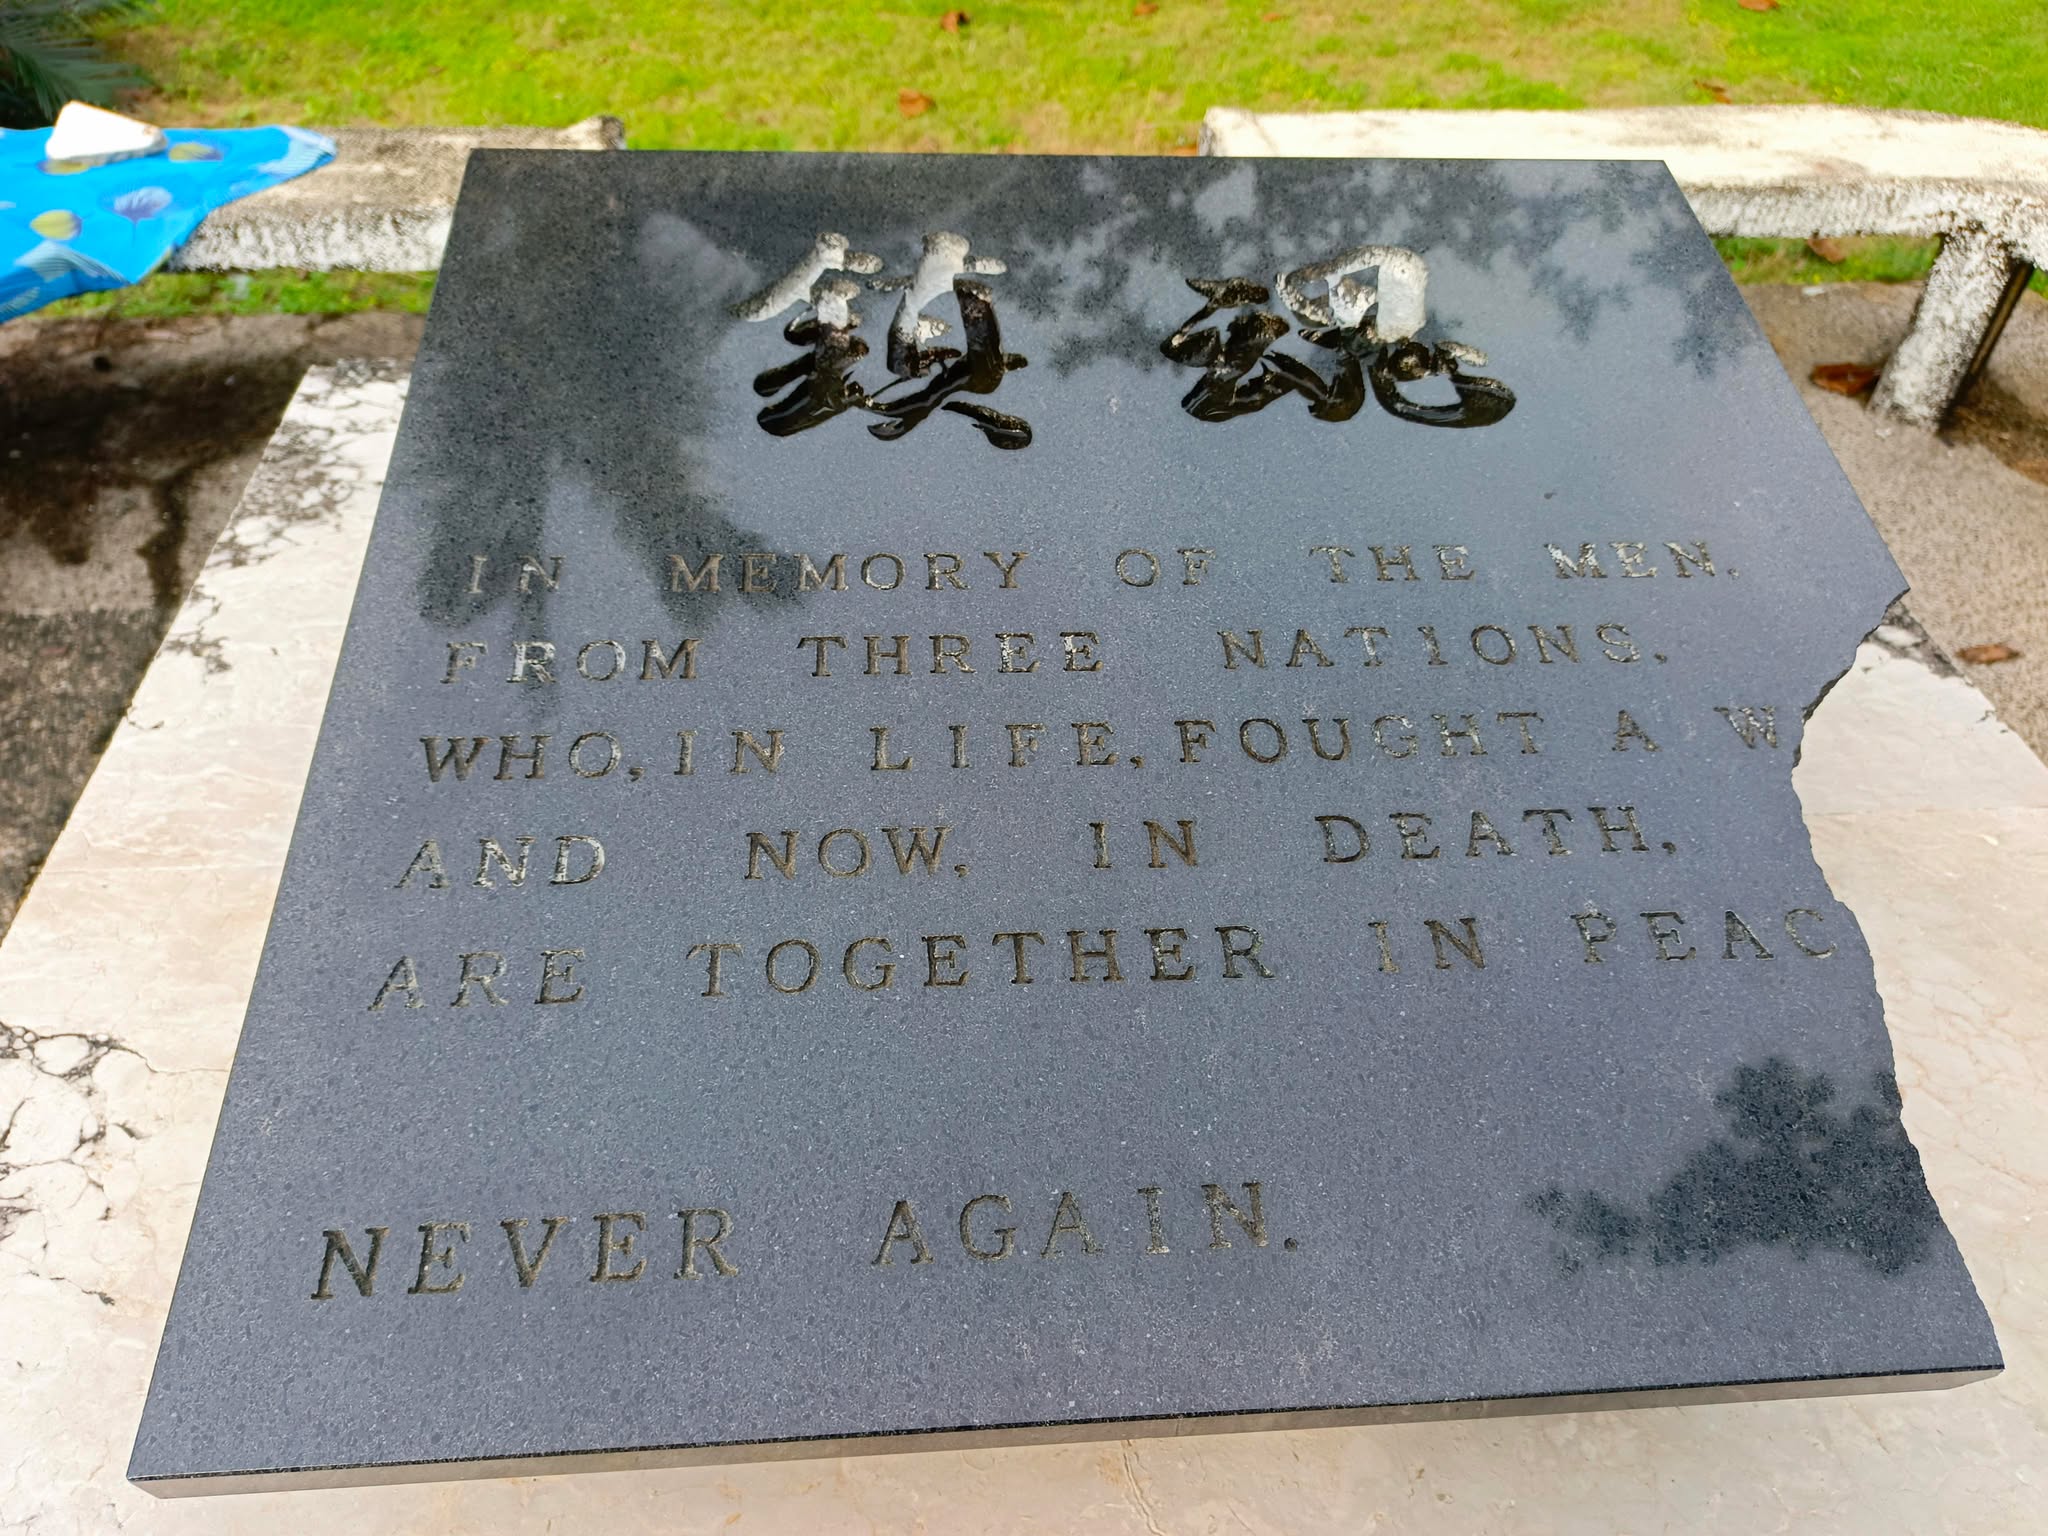 鎮魂
IN MEMORY OF THE MEN.
FROM THREE NATIONS.
WHO, IN LIFE, FOUGHT A W
AND NOW, IN DEATH,
ARE TOGETHER IN PEAC
NEVER AGAIN.